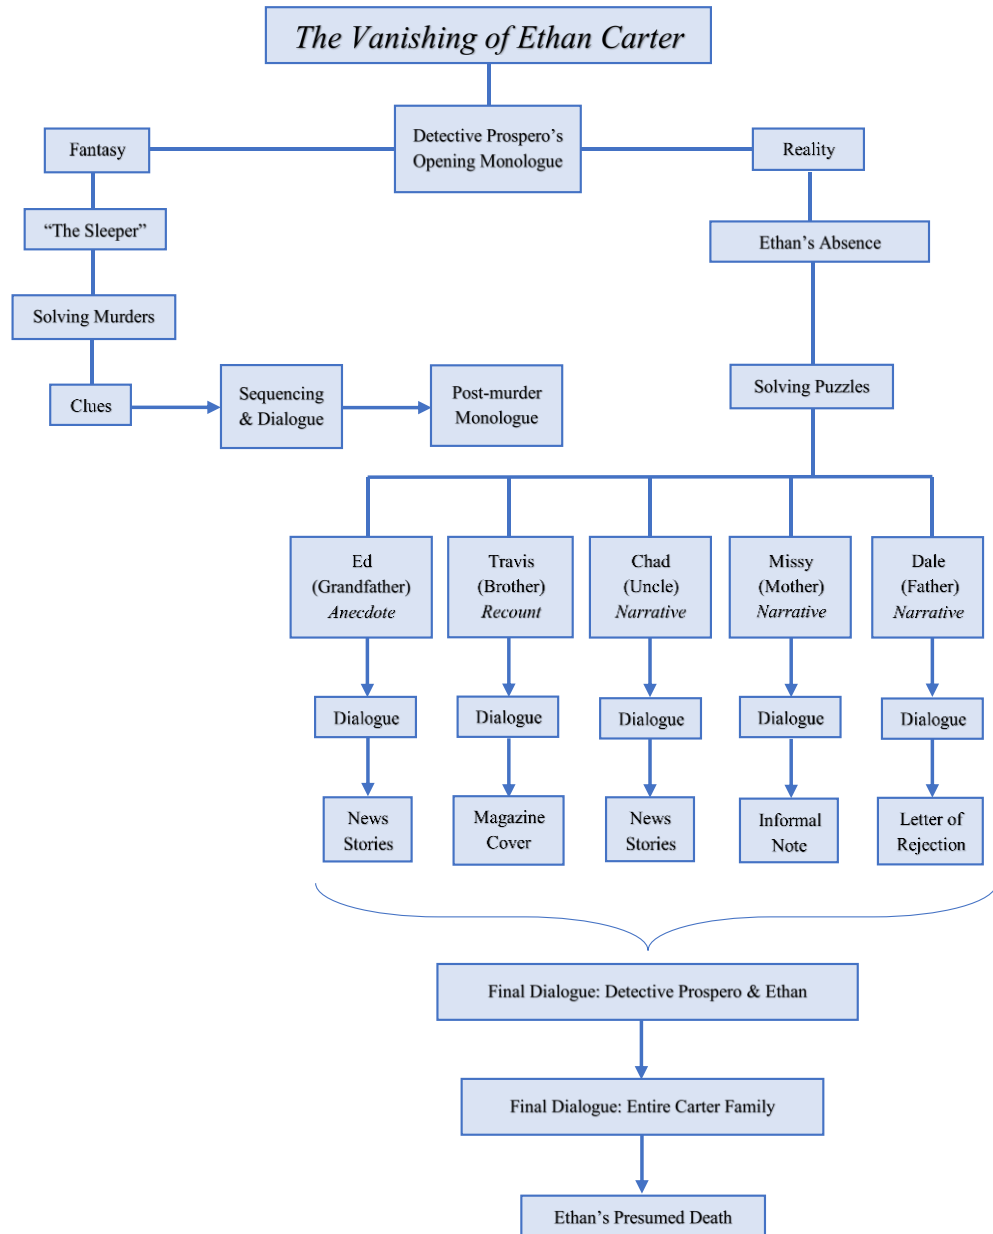 The Vanishing of Ethan Carter
Detective Prospero’s
Opening Monologue
Fantasy
Reality
“The Sleeper”
Ethan’s Absence
Solving Murders
Solving Puzzles
Clues
Sequencing
& Dialogue
Post-murder
Monologue
Ed
(Grandfather)
Anecdote
Travis
(Brother)
Recount
Chad
(Uncle)
Narrative
Missy
(Mother)
Narrative
Dale
(Father)
Narrative
Dialogue
Dialogue
Dialogue
Dialogue
Dialogue
News
Stories
Magazine
Cover
News
Stories
Informal
Note
Letter of
Rejection
Final Dialogue: Detective Prospero & Ethan
Final Dialogue: Entire Carter Family
Ethan’s Presumed Death